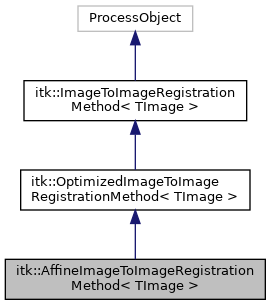 ProcessObject
itk::ImageToImageRegistration
Method< TImage >
itk::OptimizedImageToImage
RegistrationMethod< TImage >
itk::AffineImageToImageRegistration
Method< TImage >